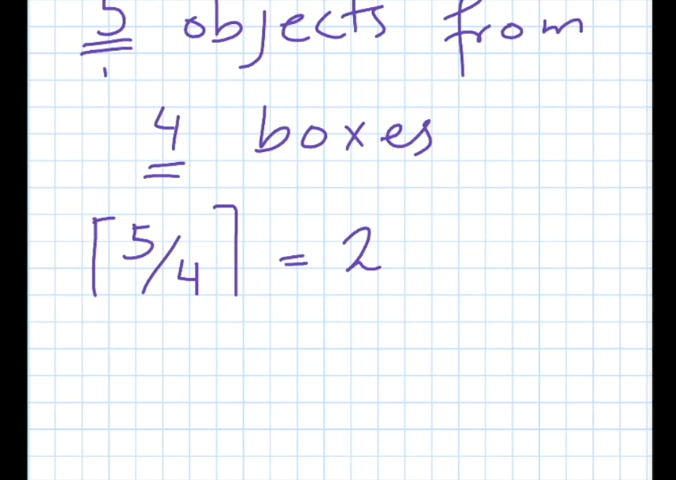 5 objects from
4 boxes
⌈5/4⌉ = 2